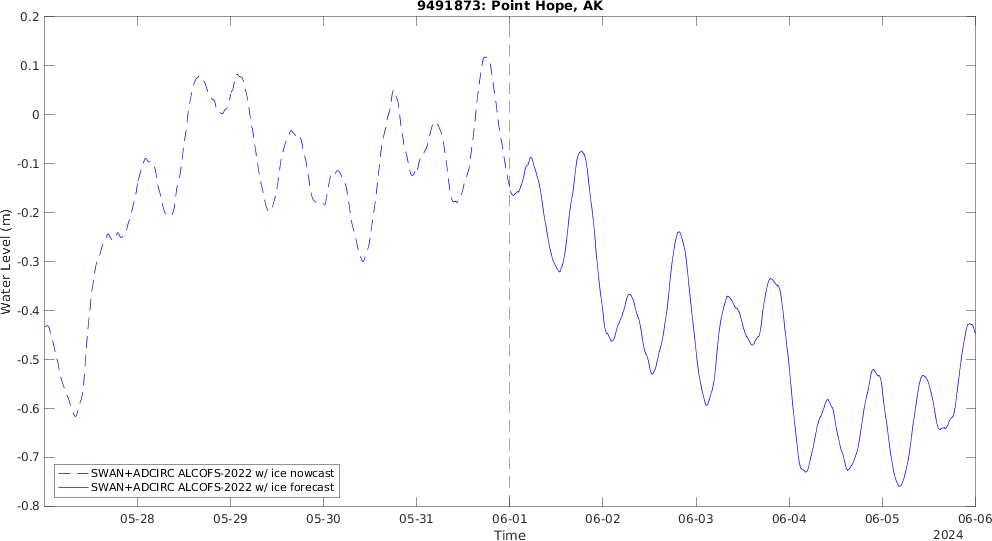 9491873: Point Hope, AK
0.2
0.1
0
-0.1
-0.2
-0.3
-0.4
-0.5
-0.6
-0.7
-0.8
Water Level (m)
SWAN+ADCIRC ALCOFS-2022 w/ ice nowcast
SWAN+ADCIRC ALCOFS-2022 w/ ice forecast
05-28 05-29 05-30 05-31 06-01 06-02 06-03 06-04 06-05 06-06
Time
2024